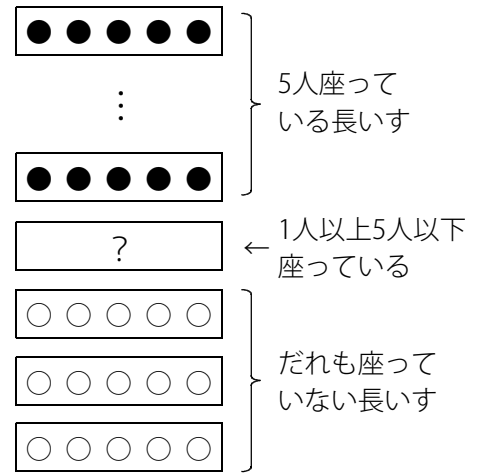 5人座って
いる長いす
⋮
?
← 1人以上5人以下
座っている
だれも座って
いない長いす